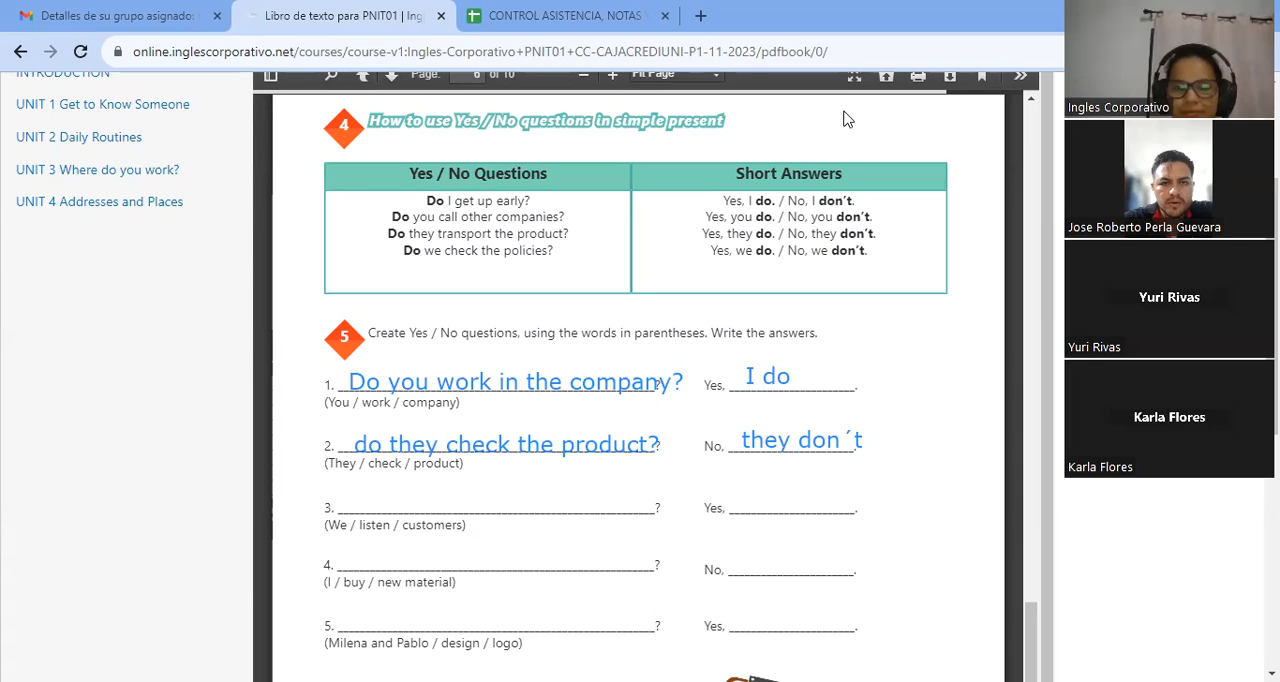 Detalles de su grupo asignado:
Libro de texto para PNIT01 | Ing
CONTROL ASISTENCIA, NOTAS
online.inglescorporativo.net/courses/course-v1:Ingles-Corporativo+PNIT01+CC-CAJACREDIUNI-P1-11-2023/pdfbook/0/
INTRODUCTION
UNIT 1 Get to Know Someone
UNIT 2 Daily Routines
UNIT 3 Where do you work?
UNIT 4 Addresses and Places
Page: 6 of 10
Fit Page
4 How to use Yes / No questions in simple present
Yes / No Questions
Do I get up early?
Do you call other companies?
Do they transport the product?
Do we check the policies?
Short Answers
Yes, I do. / No, I don't.
Yes, you do. / No, you don't.
Yes, they do. / No, they don't.
Yes, we do. / No, we don't.
5 Create Yes / No questions, using the words in parentheses. Write the answers.
1. Do you work in the company? ? Yes, I do .
(You / work / company)
2. do they check the product? ? No, they don´t .
(They / check / product)
3. ______? Yes, ______.
(We / listen / customers)
4. ______? No, ______.
(I / buy / new material)
5. ______? Yes, ______.
(Milena and Pablo / design / logo)
Ingles Corporativo
Jose Roberto Perla Guevara
Yuri Rivas
Yuri Rivas
Karla Flores
Karla Flores